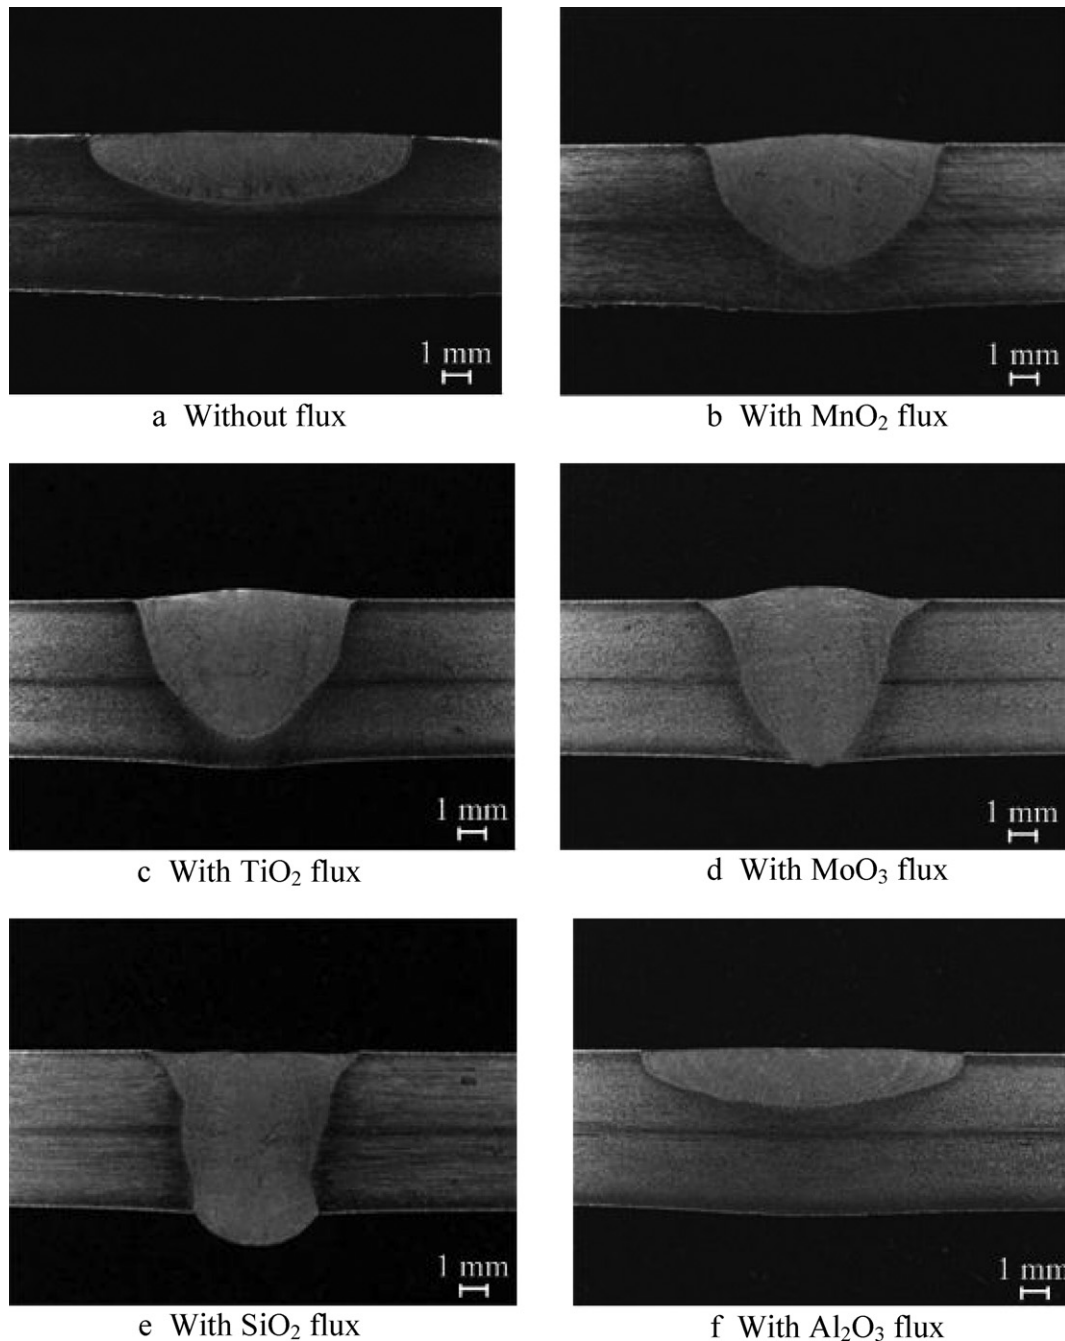 1 mm
1 mm
a Without flux
b With MnO₂ flux
1 mm
1 mm
c With TiO₂ flux
d With MoO₃ flux
1 mm
1 mm
e With SiO₂ flux
f With Al₂O₃ flux